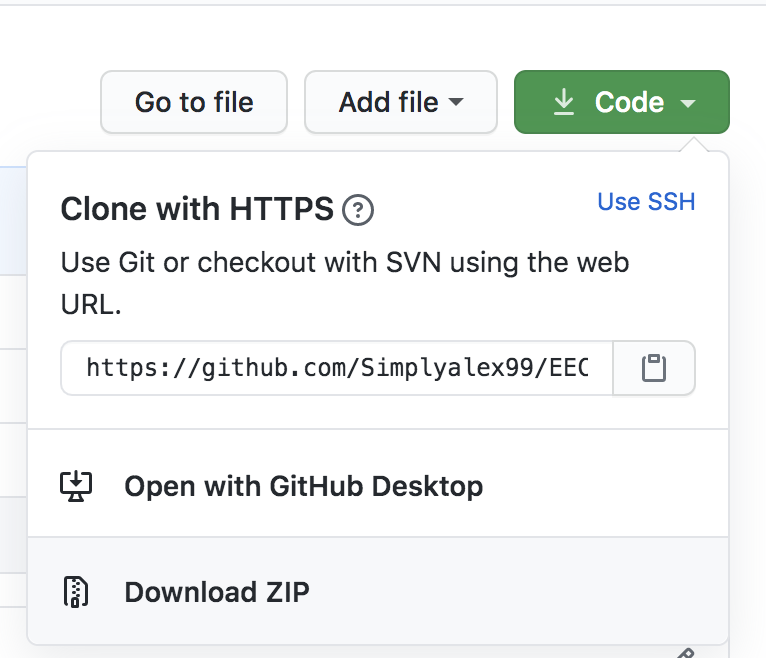 Go to file
Add file
Code
Clone with HTTPS ?
Use SSH
Use Git or checkout with SVN using the web
URL.
https://github.com/Simplyalex99/EEC
Open with GitHub Desktop
Download ZIP